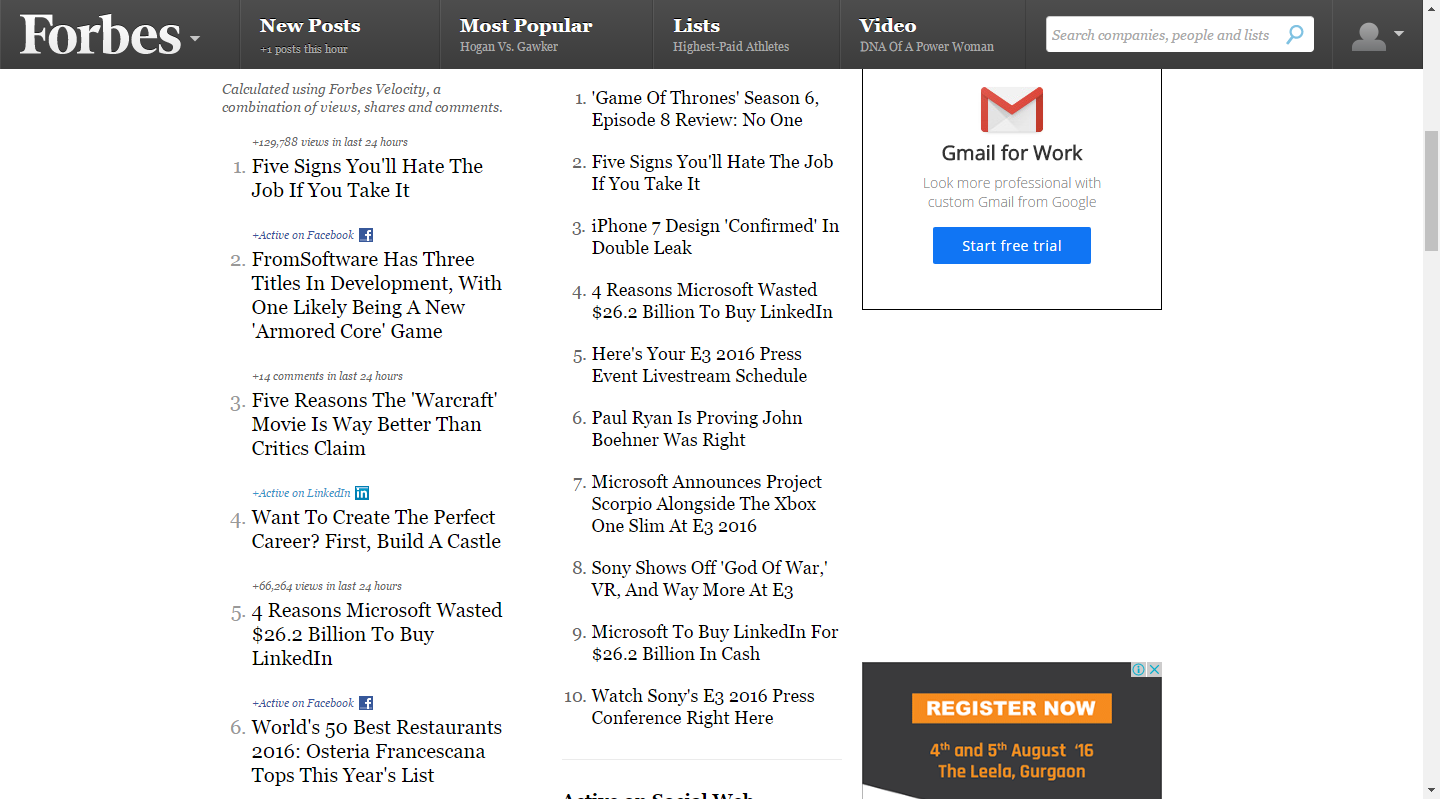 Forbes
New Posts
+1 posts this hour
Most Popular
Hogan Vs. Gawker
Lists
Highest-Paid Athletes
Video
DNA Of A Power Woman
Search companies, people and lists
Calculated using Forbes Velocity, a
combination of views, shares and comments.
+129,788 views in last 24 hours
1. Five Signs You'll Hate The
Job If You Take It
+Active on Facebook f
2. FromSoftware Has Three
Titles In Development, With
One Likely Being A New
'Armored Core' Game
+14 comments in last 24 hours
3. Five Reasons The 'Warcraft'
Movie Is Way Better Than
Critics Claim
+Active on LinkedIn in
4. Want To Create The Perfect
Career? First, Build A Castle
+66,264 views in last 24 hours
5. 4 Reasons Microsoft Wasted
$26.2 Billion To Buy
LinkedIn
+Active on Facebook f
6. World's 50 Best Restaurants
2016: Osteria Francescana
Tops This Year's List
1. 'Game Of Thrones' Season 6,
Episode 8 Review: No One
2. Five Signs You'll Hate The Job
If You Take It
3. iPhone 7 Design 'Confirmed' In
Double Leak
4. 4 Reasons Microsoft Wasted
$26.2 Billion To Buy LinkedIn
5. Here's Your E3 2016 Press
Event Livestream Schedule
6. Paul Ryan Is Proving John
Boehner Was Right
7. Microsoft Announces Project
Scorpio Alongside The Xbox
One Slim At E3 2016
8. Sony Shows Off 'God Of War,'
VR, And Way More At E3
9. Microsoft To Buy LinkedIn For
$26.2 Billion In Cash
10. Watch Sony's E3 2016 Press
Conference Right Here
Active on Social Web
Gmail for Work
Look more professional with
custom Gmail from Google
Start free trial
REGISTER NOW
4th and 5th August '16
The Leela, Gurgaon